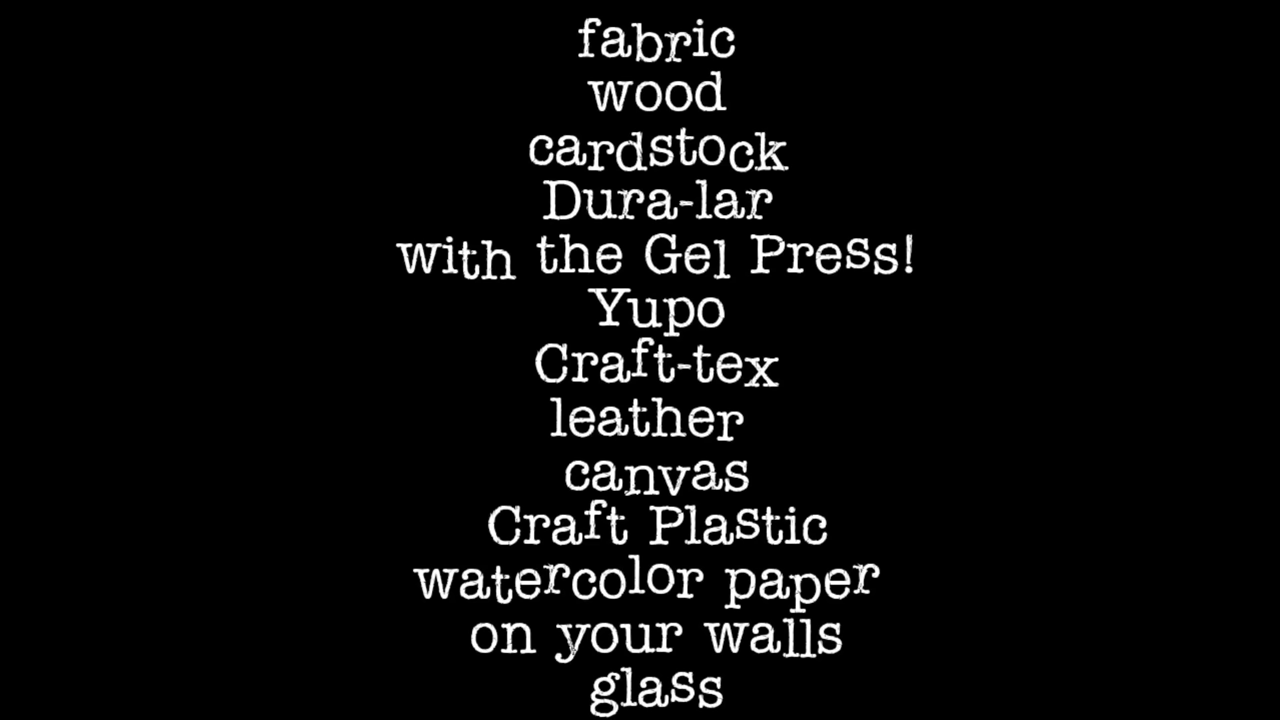 fabric
wood
cardstock
Dura-lar
with the Gel Press!
Yupo
Craft-tex
leather
canvas
Craft Plastic
watercolor paper
on your walls
glass